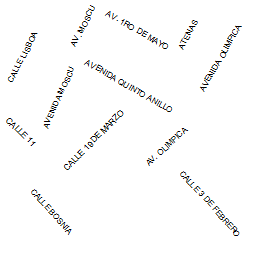 AV. MOSCU
AV. 1RO DE MAYO
ATENAS
AVENIDA OLIMPICA
CALLE LISBOA
AVENIDA MOSCU
AVENIDA QUINTO ANILLO
CALLE 11
CALLE 19 DE MARZO
AV. OLIMPICA
CALLE BOSNIA
CALLE 3 DE FEBRERO